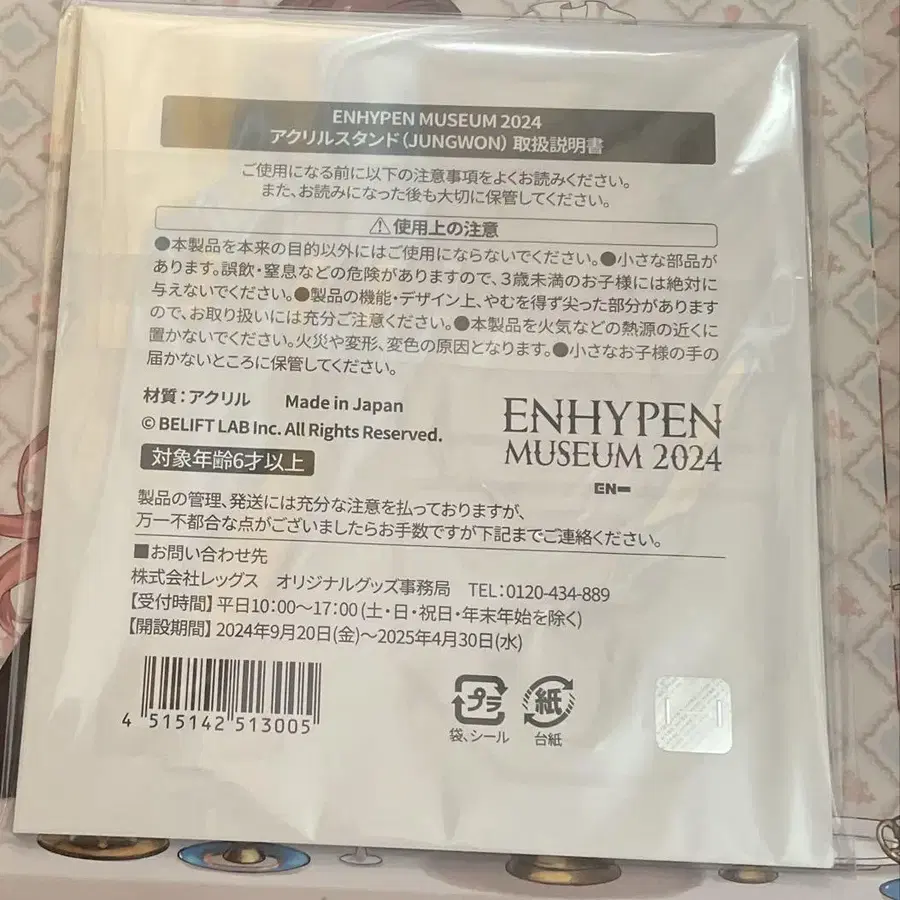 ENHYPEN MUSEUM 2024
アクリルスタンド(JUNGWON) 取扱説明書
ご使用になる前に以下の注意事項をよくお読みください。
また、お読みになった後も大切に保管してください。
⚠使用上の注意
●本製品を本来の目的以外にはご使用にならないでください。●小さな部品が
あります。誤飲・窒息などの危険がありますので、3歳未満のお子様には絶対に
与えないでください。●製品の機能・デザイン上、やむを得ず尖った部分があります
ので、お取り扱いには充分ご注意ください。●本製品を火気などの熱源の近くに
置かないでください。火災や変形、変色の原因となります。●小さなお子様の手の
届かないところに保管してください。
材質:アクリル Made in Japan
© BELIFT LAB Inc. All Rights Reserved.
対象年齢6才以上
ENHYPEN
MUSEUM 2024
EN-
製品の管理、発送には充分な注意を払っておりますが、
万一不都合な点がございましたらお手数ですが下記までご連絡ください。
■お問い合わせ先
株式会社レッグス オリジナルグッズ事務局 TEL:0120-434-889
【受付時間】平日10:00~17:00(土・日・祝日・年末年始を除く)
【開設期間】2024年9月20日(金)~2025年4月30日(水)
4 515142 513005
プラ
袋、シール
紙
台紙